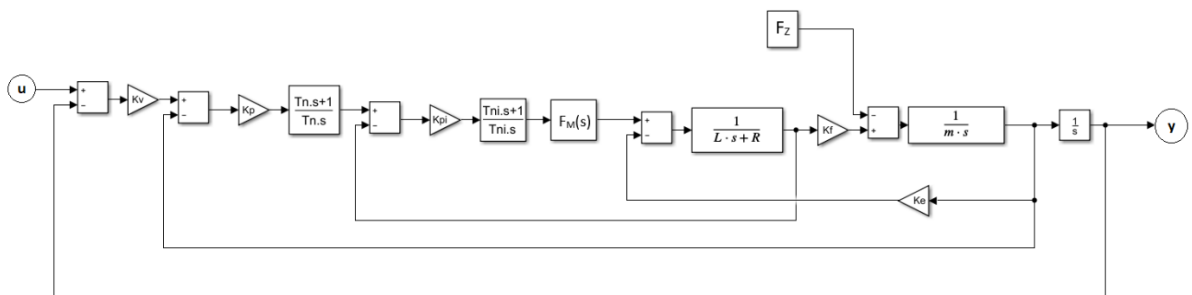 F_Z
u
+
−
Kv
+
−
Kp
Tn.s+1
Tn.s
+
−
Kpi
Tni.s+1
Tni.s
F_M(s)
+
−
1
L · s + R
Kf
−
+
1
m · s
1
s
y
Ke